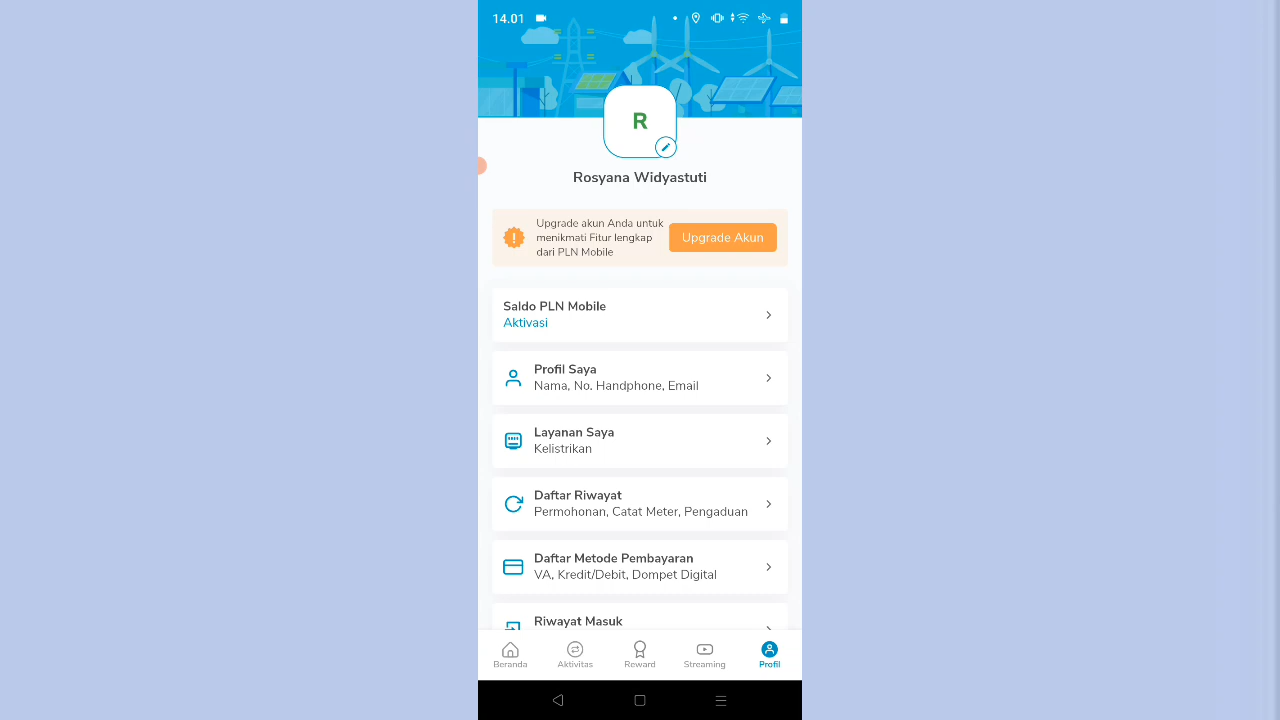 14.01
R
Rosyana Widyastuti
Upgrade akun Anda untuk
menikmati Fitur lengkap
dari PLN Mobile
Upgrade Akun
Saldo PLN Mobile
Aktivasi
Profil Saya
Nama, No. Handphone, Email
Layanan Saya
Kelistrikan
Daftar Riwayat
Permohonan, Catat Meter, Pengaduan
Daftar Metode Pembayaran
VA, Kredit/Debit, Dompet Digital
Riwayat Masuk
Beranda
Aktivitas
Reward
Streaming
Profil